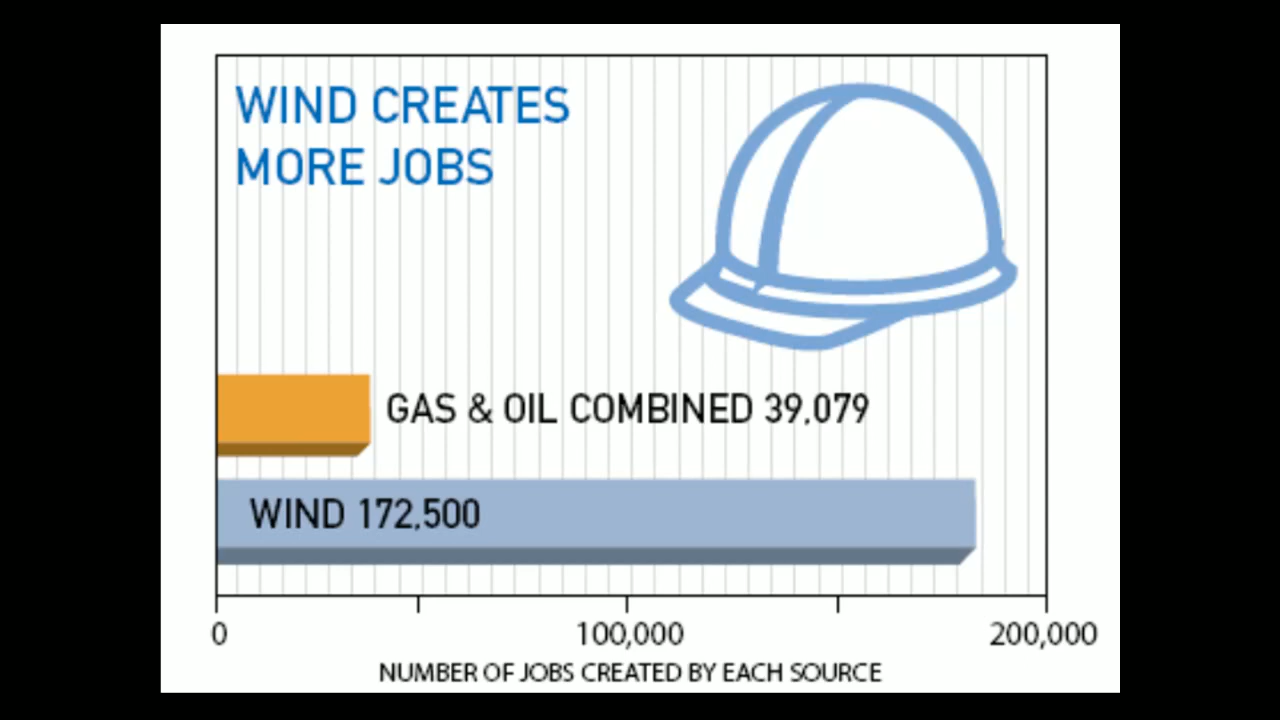 WIND CREATES
MORE JOBS
GAS & OIL COMBINED 39,079
WIND 172,500
0 100,000 200,000
NUMBER OF JOBS CREATED BY EACH SOURCE